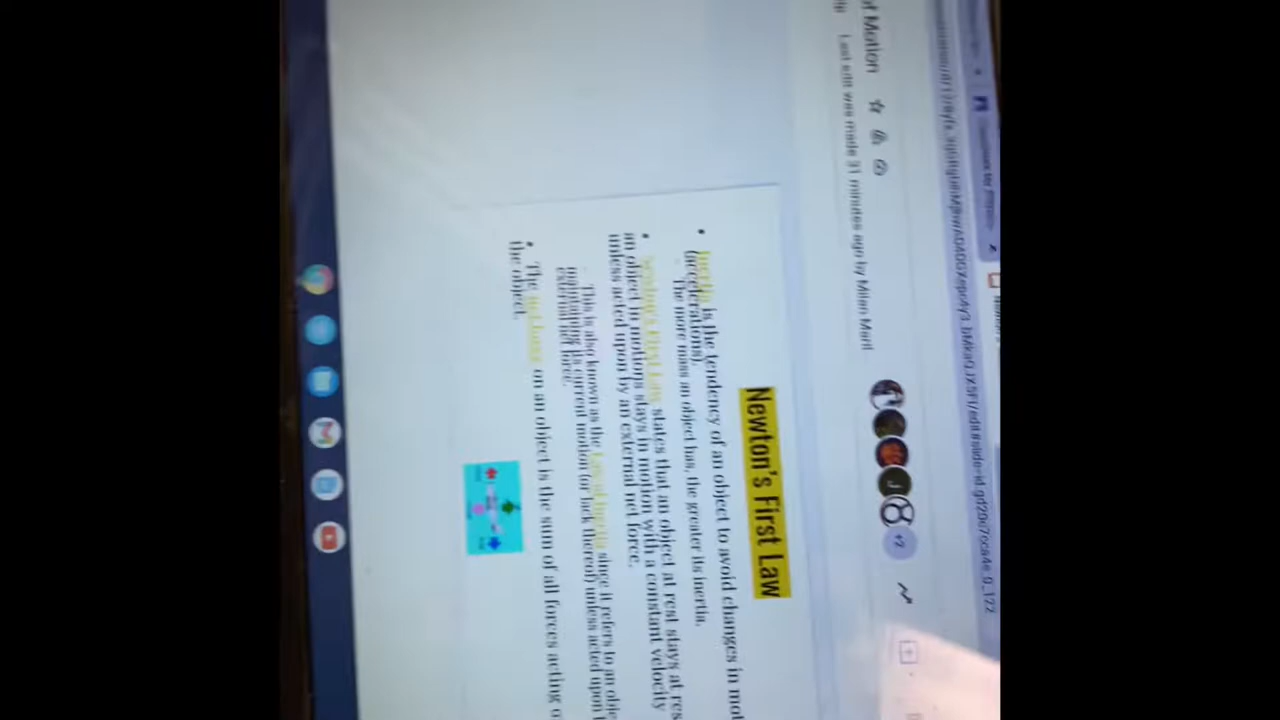 of Motion
Last edit was made 31 minutes ago by Milan
+2
Newton's First Law
• Inertia is the tendency of an object to avoid changes in mot
(accelerations).
The more mass an object has, the greater its inertia.
• Newton's First Law states that an object at rest stays at res
an object in motions stays in motion with a constant velocity
unless acted upon by an external net force.
This is also known as the Law of Inertia since it refers to an obje
maintaining its current motion (or lack thereof) unless acted upon
external net force.
• The net force on an object is the sum of all forces acting o
the object.